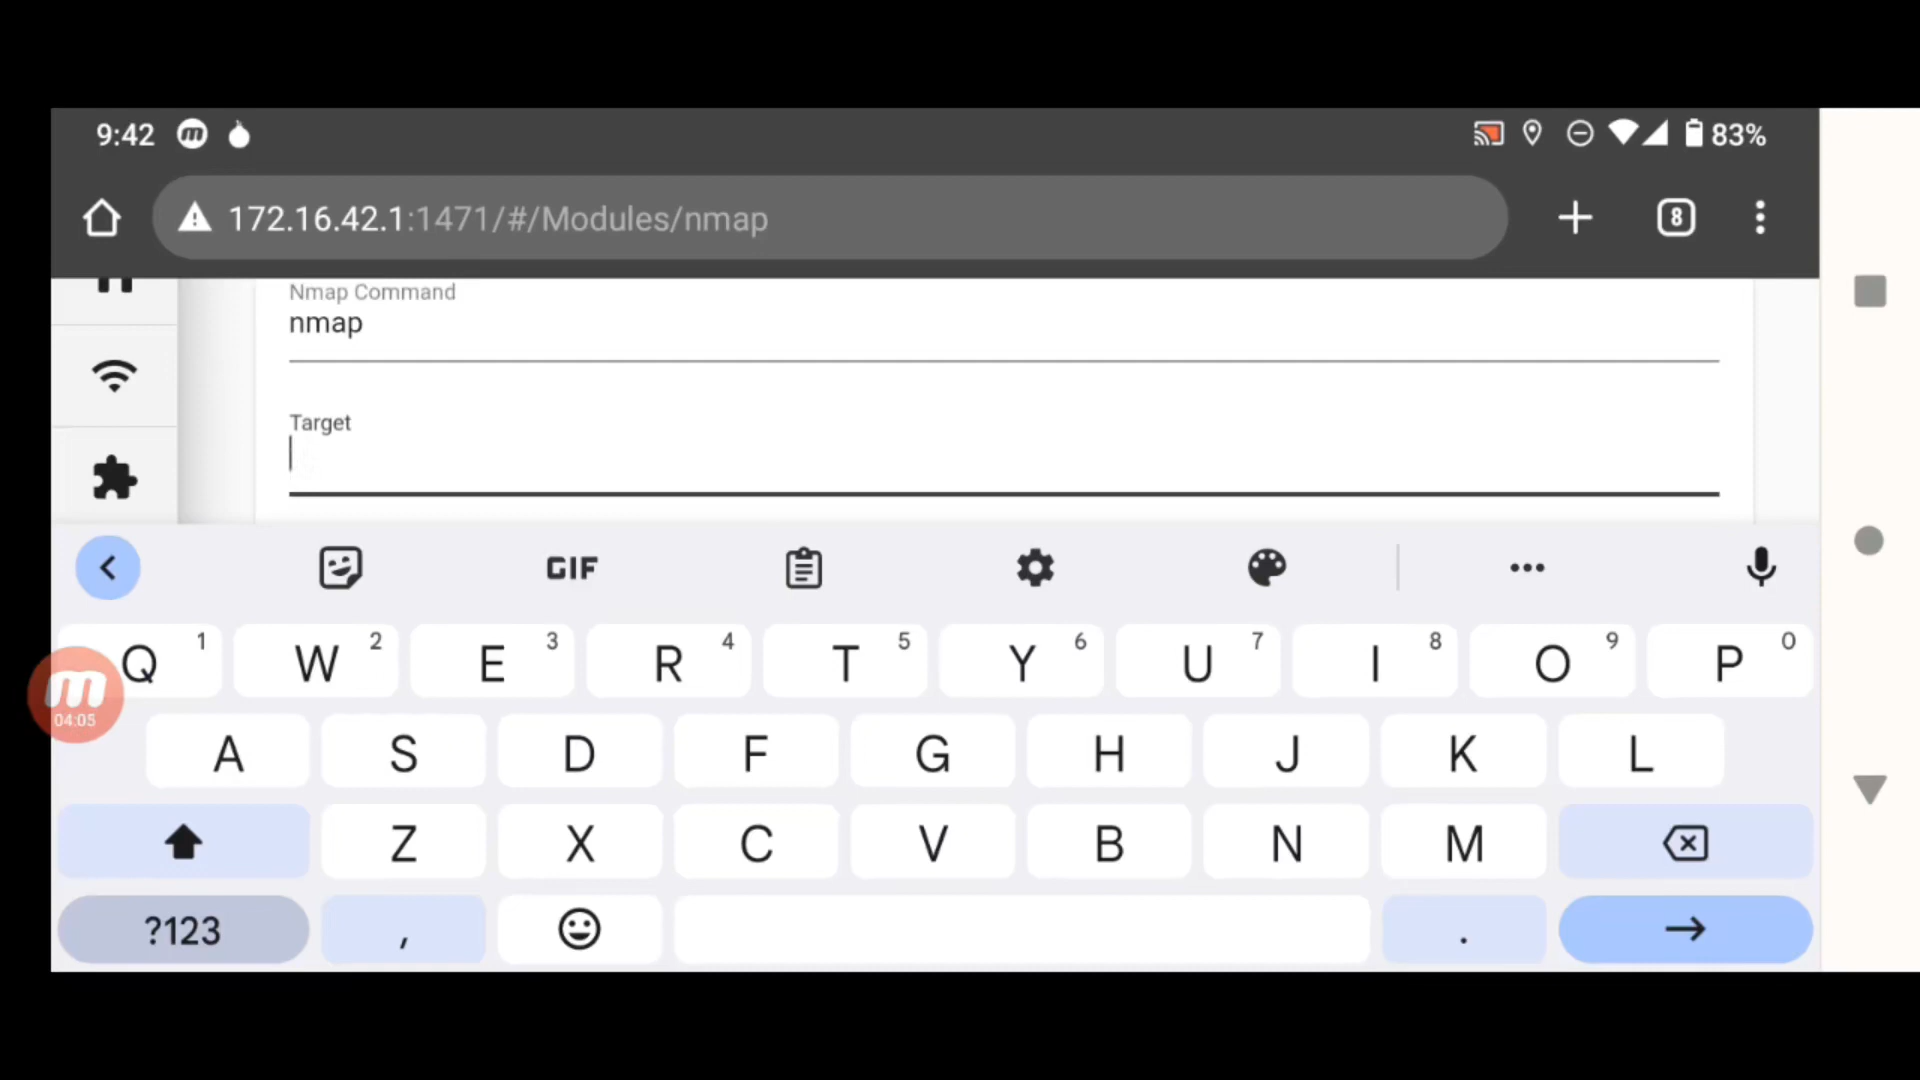 9:42
83%
172.16.42.1:1471/#/Modules/nmap
8
Nmap Command
nmap
Target
GIF
Q 1 W 2 E 3 R 4 T 5 Y 6 U 7 I 8 O 9 P 0
m
04:05
A S D F G H J K L
Z X C V B N M
?123 , .